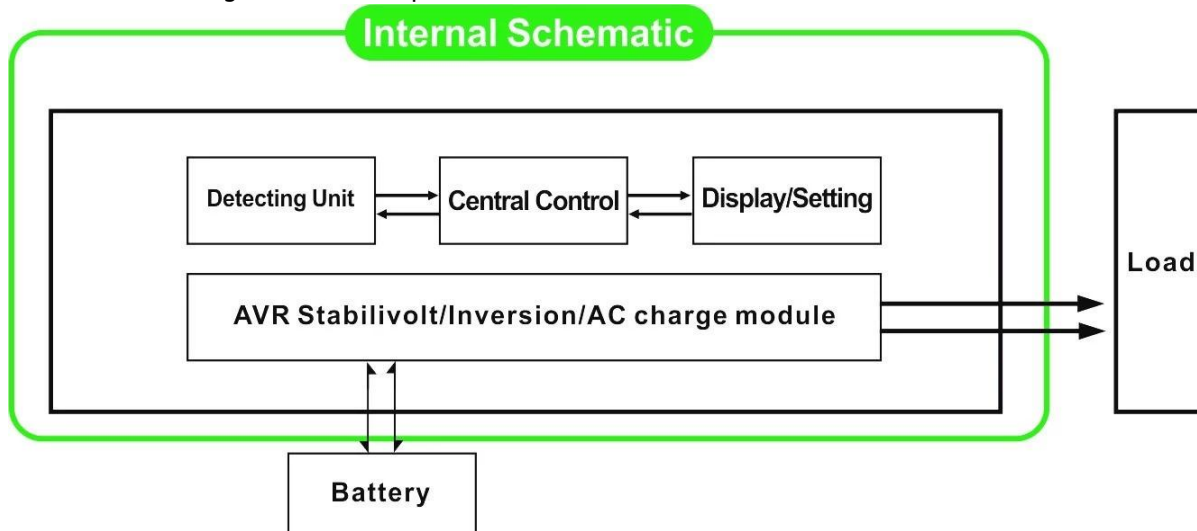 Internal Schematic
Detecting Unit
Central Control
Display/Setting
Load
AVR Stabilivolt/Inversion/AC charge module
Battery